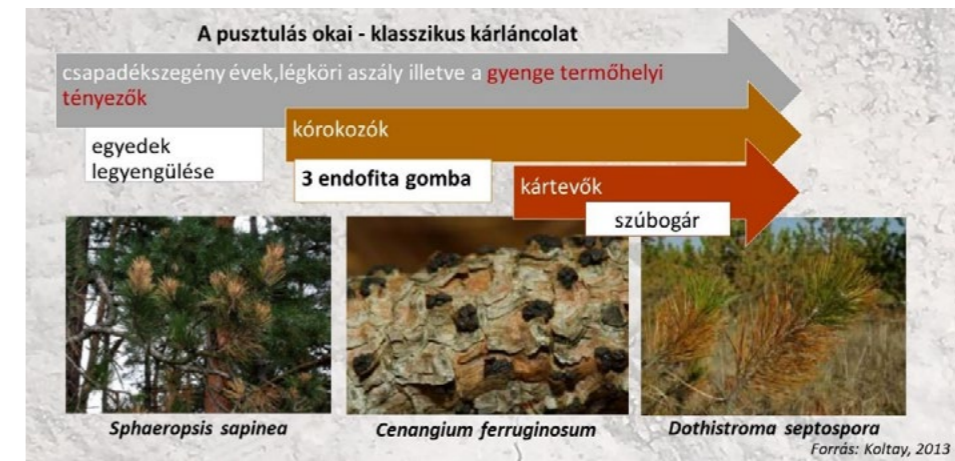 A pusztulás okai - klasszikus kárláncolat
csapadékszegény évek,légköri aszály illetve a gyenge termőhelyi
tényezők
egyedek
legyengülése
kórokozók
3 endofita gomba
kártevők
szúbogár
Sphaeropsis sapinea
Cenangium ferruginosum
Dothistroma septospora
Forrás: Koltay, 2013